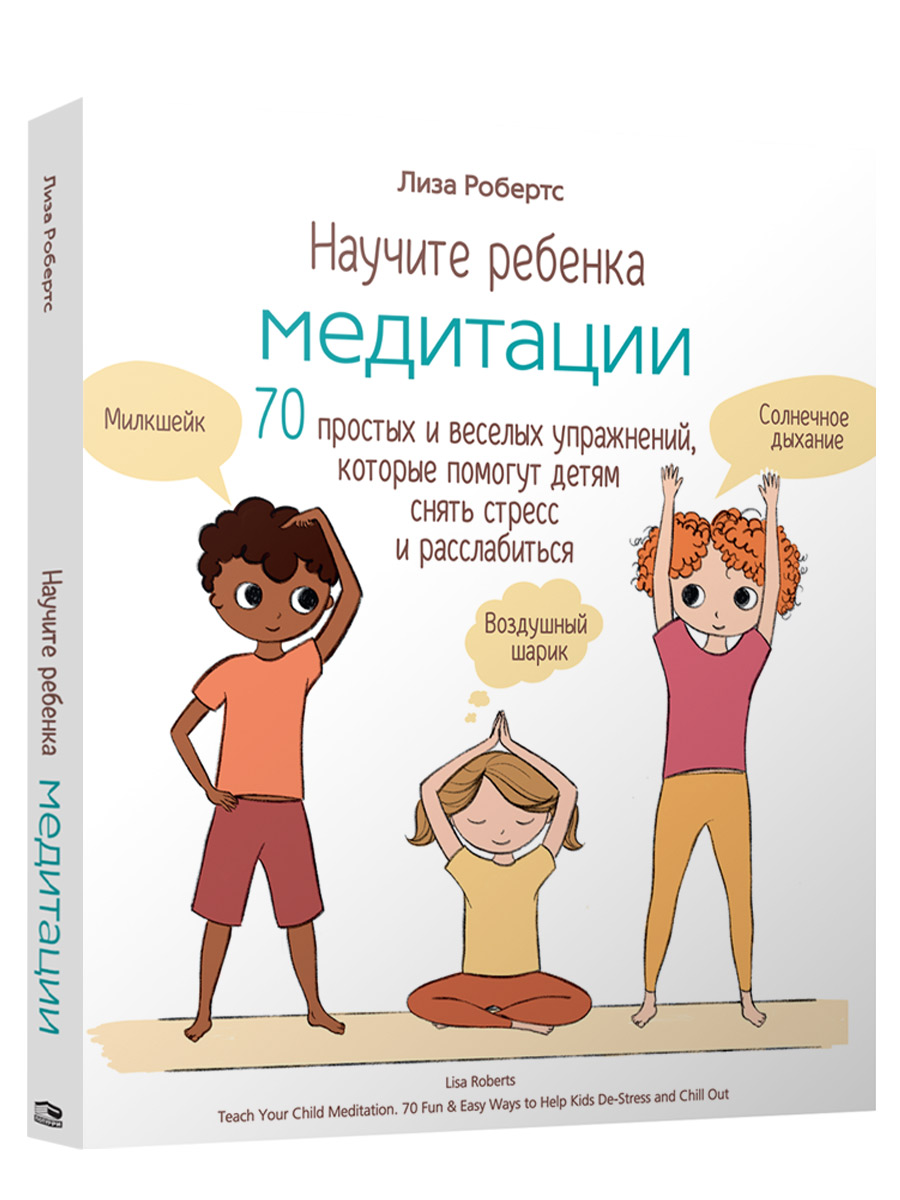 Лиза Робертс
Научите ребенка
медитации
70 простых и веселых упражнений,
которые помогут детям
снять стресс
и расслабиться
Милкшейк
Солнечное
дыхание
Воздушный
шарик
Lisa Roberts
Teach Your Child Meditation. 70 Fun & Easy Ways to Help Kids De-Stress and Chill Out
Лиза Робертс
Научите ребенка медитации